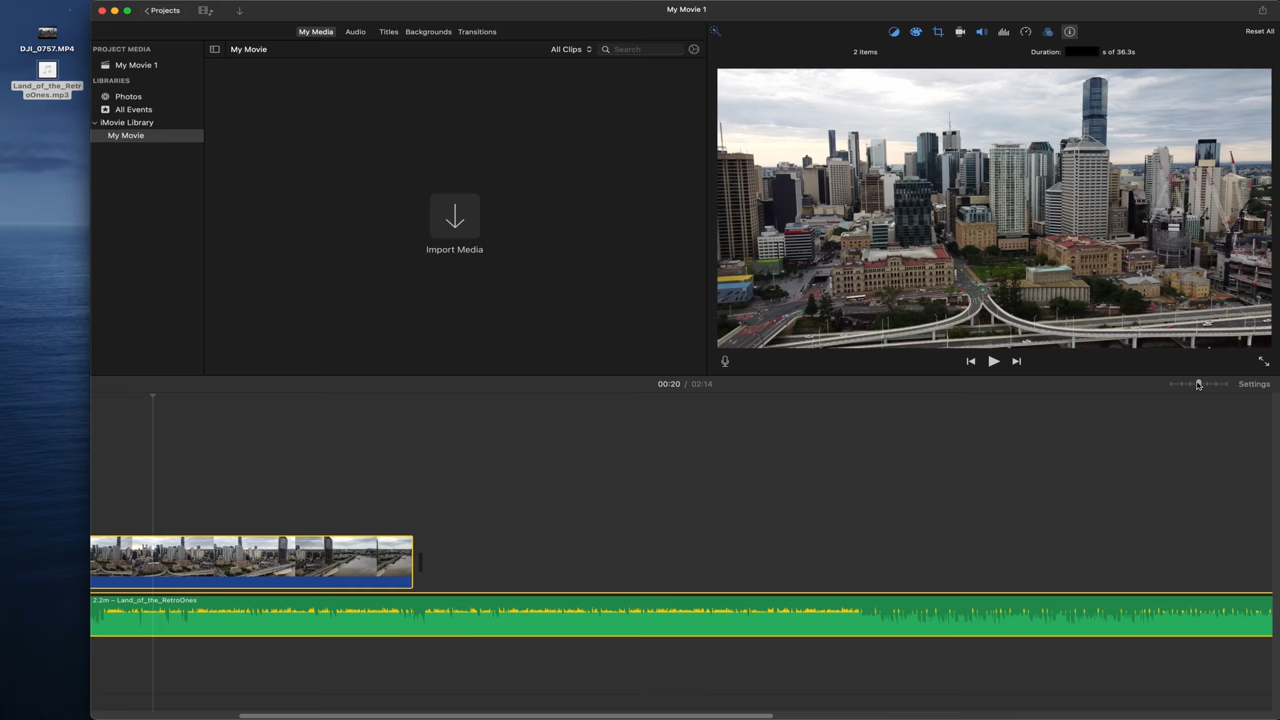 DJI_0757.MP4
Land_of_the_Retr
oOnes.mp3
Projects
My Movie 1
My Media
Audio
Titles
Backgrounds
Transitions
Reset All
PROJECT MEDIA
My Movie 1
LIBRARIES
Photos
All Events
iMovie Library
My Movie
My Movie
All Clips
Search
2 items
Duration:
s of 36.3s
Import Media
00:20 / 02:14
Settings
2.2m – Land_of_the_RetroOnes